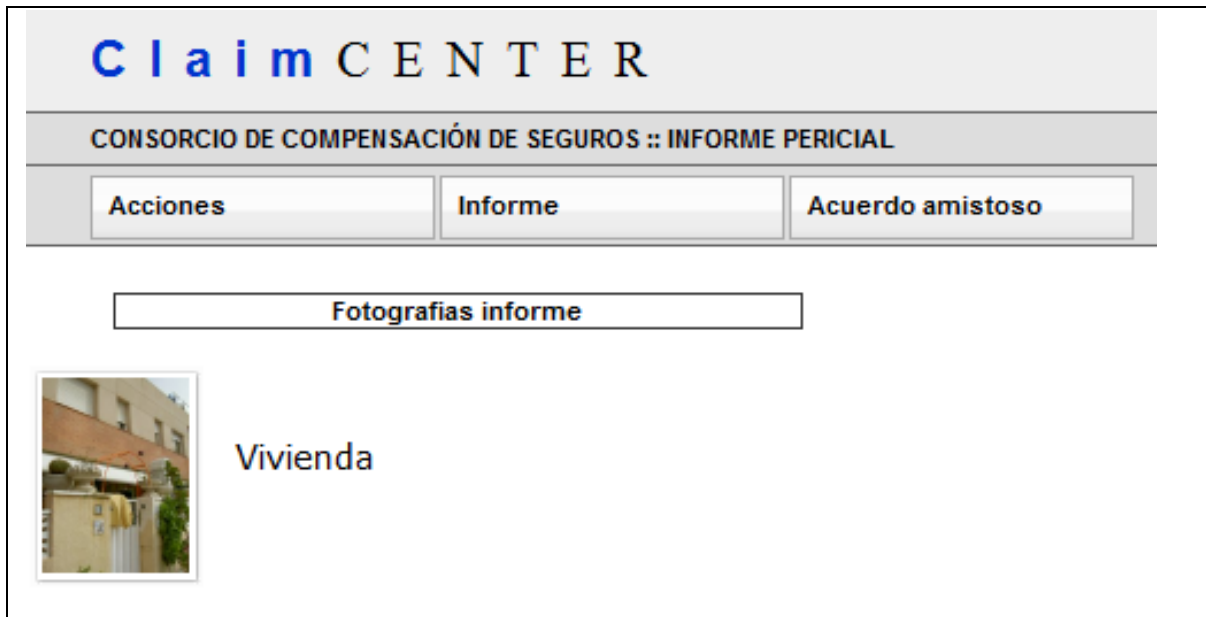 ClaimCENTER
CONSORCIO DE COMPENSACIÓN DE SEGUROS :: INFORME PERICIAL
Acciones Informe Acuerdo amistoso
Fotografias informe
Vivienda